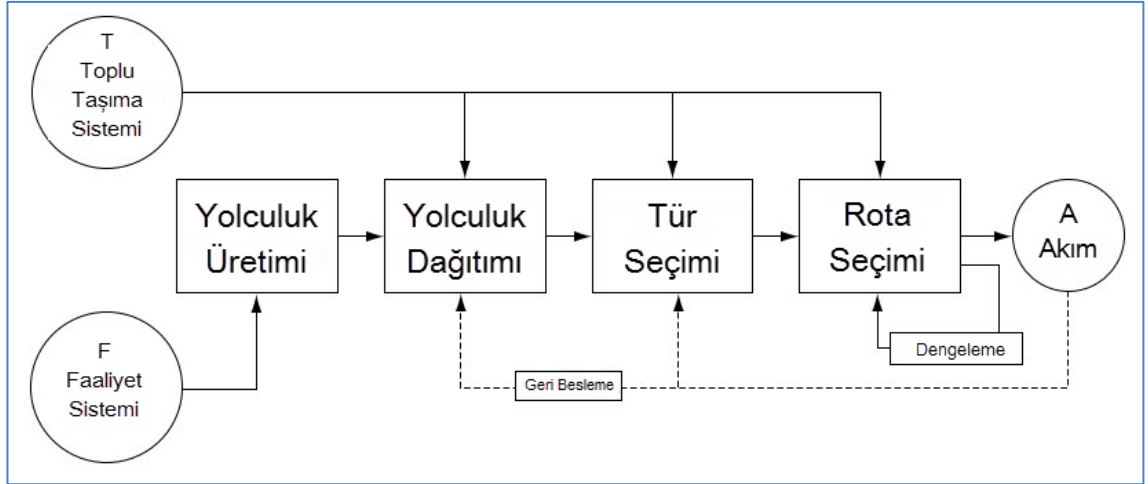 T
Toplu
Taşıma
Sistemi
Yolculuk
Üretimi
Yolculuk
Dağıtımı
Tür
Seçimi
Rota
Seçimi
A
Akım
Dengeleme
Geri Besleme
F
Faaliyet
Sistemi